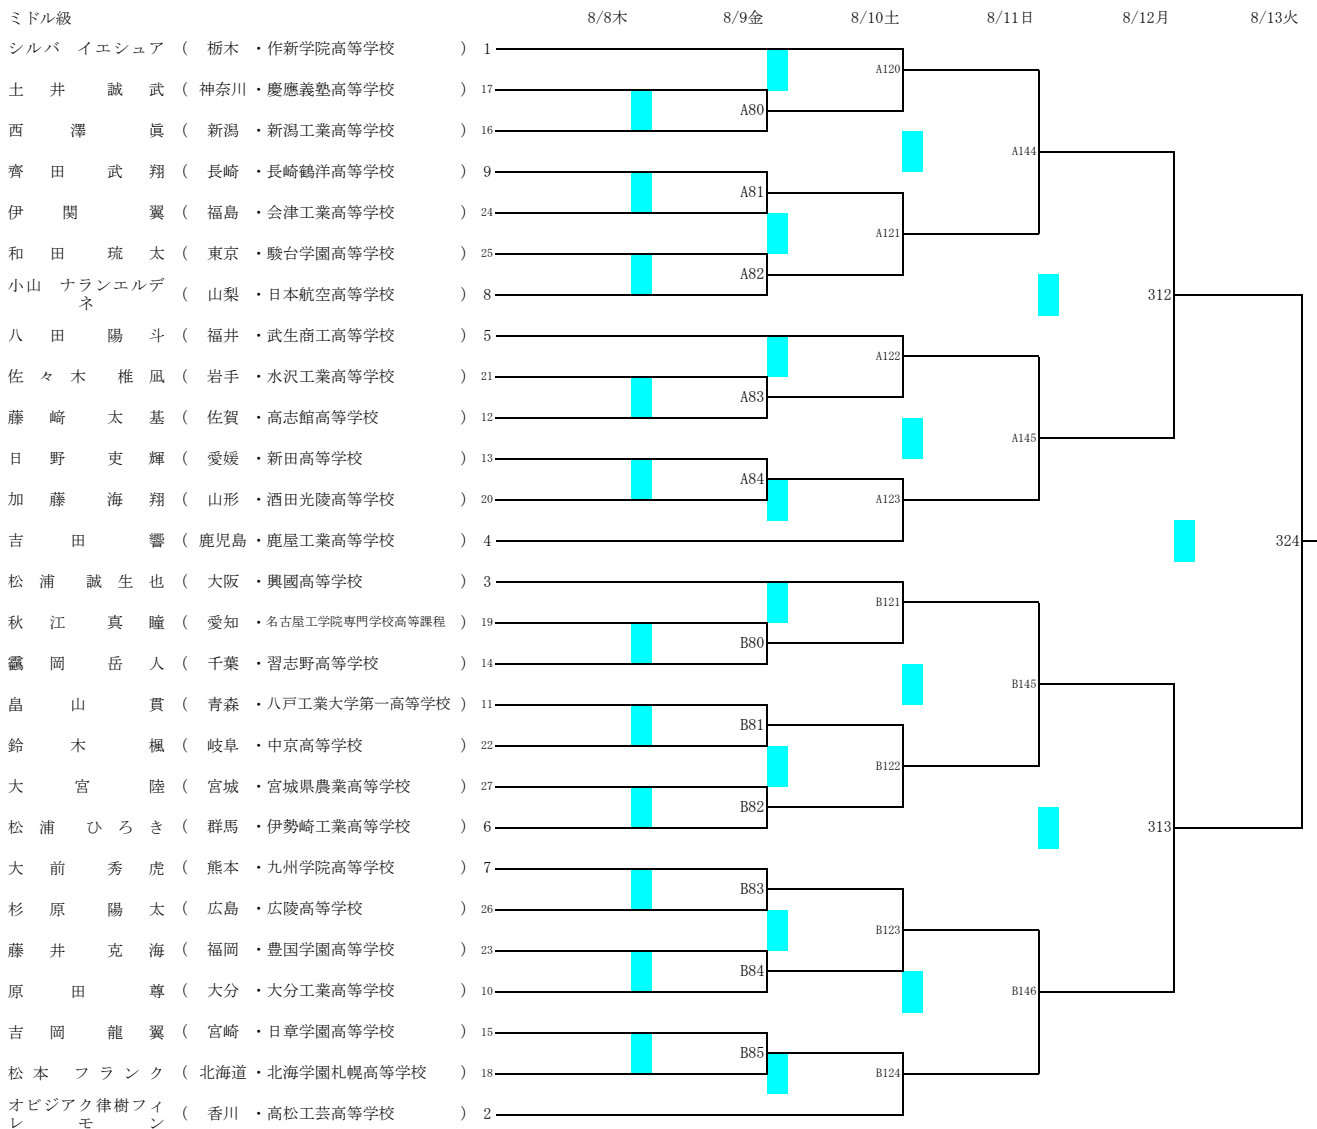 ミドル級 8/8木 8/9金 8/10土 8/11日 8/12月 8/13火
シルバ イエシュア ( 栃木 ・作新学院高等学校 ) 1
A120
土井 誠武 ( 神奈川・慶應義塾高等学校 ) 17
A80
西澤 眞 ( 新潟 ・新潟工業高等学校 ) 16
A144
齊田 武翔 ( 長崎 ・長崎鶴洋高等学校 ) 9
A81
伊関 翼 ( 福島 ・会津工業高等学校 ) 24
A121
和田 琉太 ( 東京 ・駿台学園高等学校 ) 25
A82
小山 ナランエルデネ ( 山梨 ・日本航空高等学校 ) 8
312
八田 陽斗 ( 福井 ・武生商工高等学校 ) 5
A122
佐々木 椎凪 ( 岩手 ・水沢工業高等学校 ) 21
A83
藤﨑 太基 ( 佐賀 ・高志館高等学校 ) 12
A145
日野 吏輝 ( 愛媛 ・新田高等学校 ) 13
A84
加藤 海翔 ( 山形 ・酒田光陵高等学校 ) 20
A123
吉田 響 ( 鹿児島・鹿屋工業高等学校 ) 4
324
松浦 誠生也 ( 大阪 ・興國高等学校 ) 3
B121
秋江 真瞳 ( 愛知 ・名古屋工学院専門学校高等課程 ) 19
B80
岡岳人 ( 千葉 ・習志野高等学校 ) 14
B145
畠山 貫 ( 青森 ・八戸工業大学第一高等学校 ) 11
B81
鈴木 楓 ( 岐阜 ・中京高等学校 ) 22
B122
大宮 陸 ( 宮城 ・宮城県農業高等学校 ) 27
B82
松浦 ひろき ( 群馬 ・伊勢崎工業高等学校 ) 6
313
大前 秀虎 ( 熊本 ・九州学院高等学校 ) 7
B83
杉原 陽太 ( 広島 ・広陵高等学校 ) 26
B123
藤井 克海 ( 福岡 ・豊国学園高等学校 ) 23
B84
原田 尊 ( 大分 ・大分工業高等学校 ) 10
B146
吉岡 龍翼 ( 宮崎 ・日章学園高等学校 ) 15
B85
松本 フランク ( 北海道・北海学園札幌高等学校 ) 18
B124
オビジアク律樹フィレモン ( 香川 ・高松工芸高等学校 ) 2